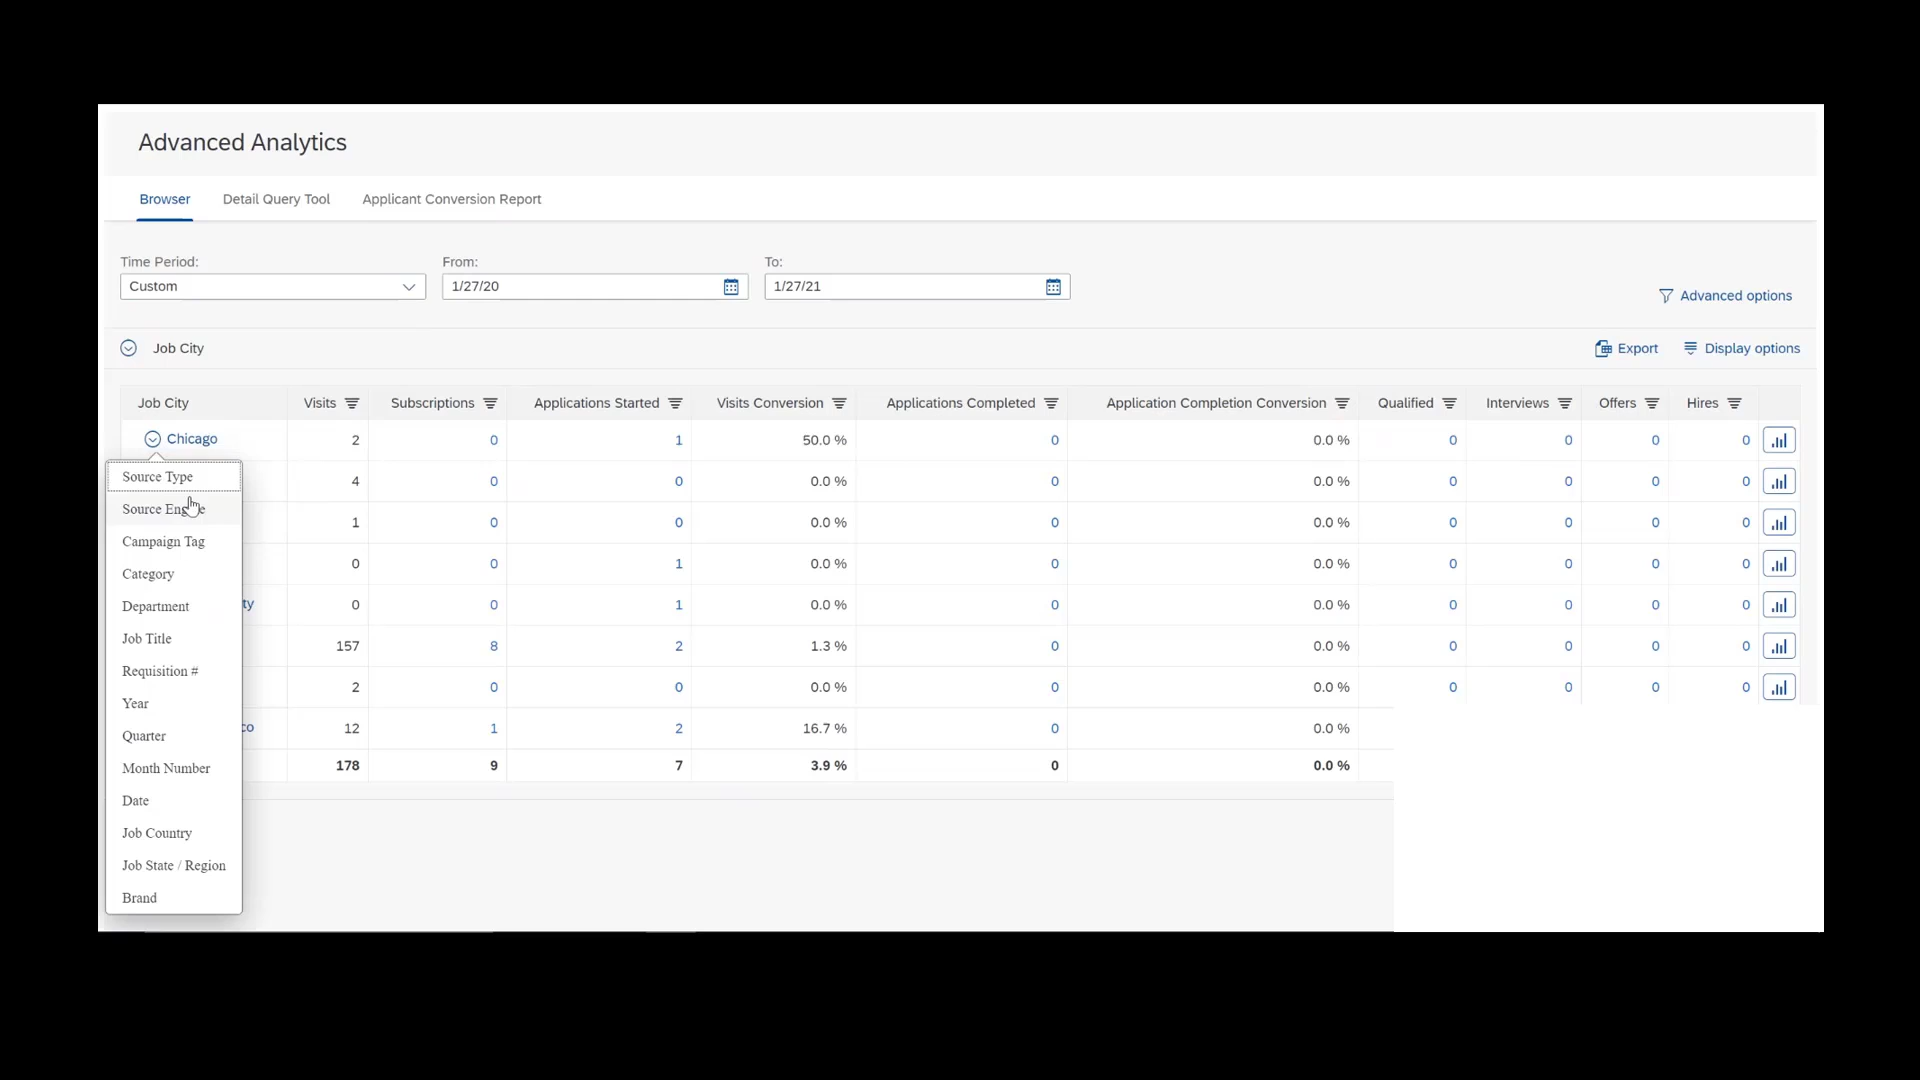 Advanced Analytics
Browser Detail Query Tool Applicant Conversion Report
Time Period: From: To:
Custom 1/27/20 1/27/21
Advanced options
Job City Export Display options
Job City Visits Subscriptions Applications Started Visits Conversion Applications Completed Application Completion Conversion Qualified Interviews Offers Hires
Chicago 2 0 1 50.0 % 0 0.0 % 0 0 0 0
Source Type
4 0 0 0.0 % 0 0.0 % 0 0 0 0
Source
Campaign Tag
1 0 0 0.0 % 0 0.0 % 0 0 0 0
Category
0 0 1 0.0 % 0 0.0 % 0 0 0 0
Department
ty 0 0 1 0.0 % 0 0.0 % 0 0 0 0
Job Title
157 8 2 1.3 % 0 0.0 % 0 0 0 0
Requisition #
Year
2 0 0 0.0 % 0 0.0 % 0 0 0 0
Quarter
co 12 1 2 16.7 % 0 0.0 %
Month Number
178 9 7 3.9 % 0 0.0 %
Date
Job Country
Job State / Region
Brand